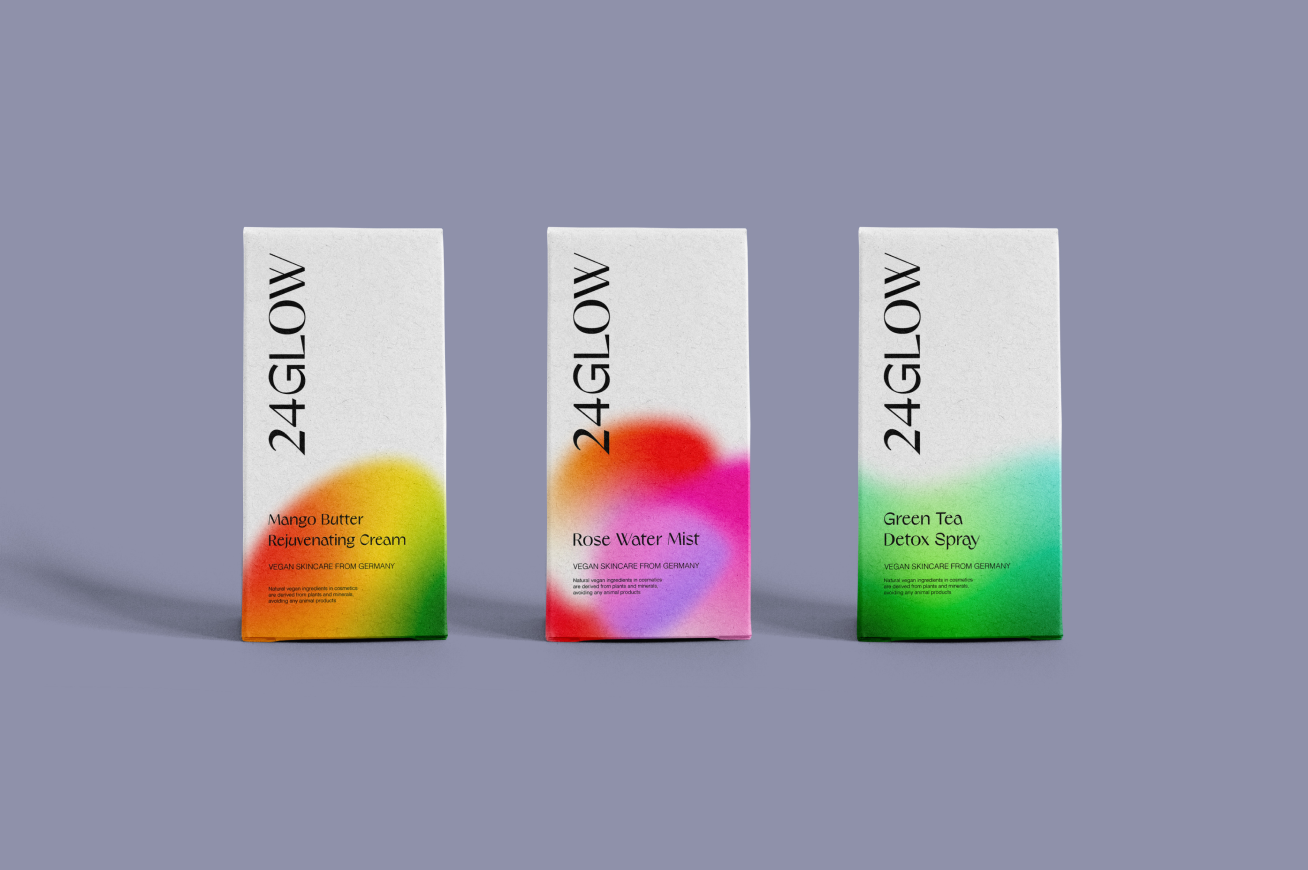 24GLOW
Mango Butter
Rejuvenating Cream
VEGAN SKINCARE FROM GERMANY
Natural vegan ingredients in cosmetics
are derived from plants and minerals,
avoiding any animal products
24GLOW
Rose Water Mist
VEGAN SKINCARE FROM GERMANY
Natural vegan ingredients in cosmetics
are derived from plants and minerals,
avoiding any animal products
24GLOW
Green Tea
Detox Spray
VEGAN SKINCARE FROM GERMANY
Natural vegan ingredients in cosmetics
are derived from plants and minerals,
avoiding any animal products